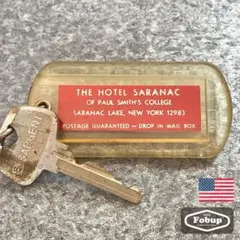 THE HOTEL SARANAC
OF PAUL SMITH'S COLLEGE
SARANAC LAKE, NEW YORK 12983
POSTAGE GUARANTEED — DROP IN MAIL BOX
SARGENT
Fobup